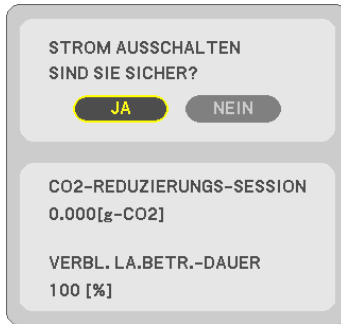 STROM AUSSCHALTEN
SIND SIE SICHER?
JA NEIN
CO2-REDUZIERUNGS-SESSION
0.000[g-CO2]
VERBL. LA.BETR.-DAUER
100 [%]